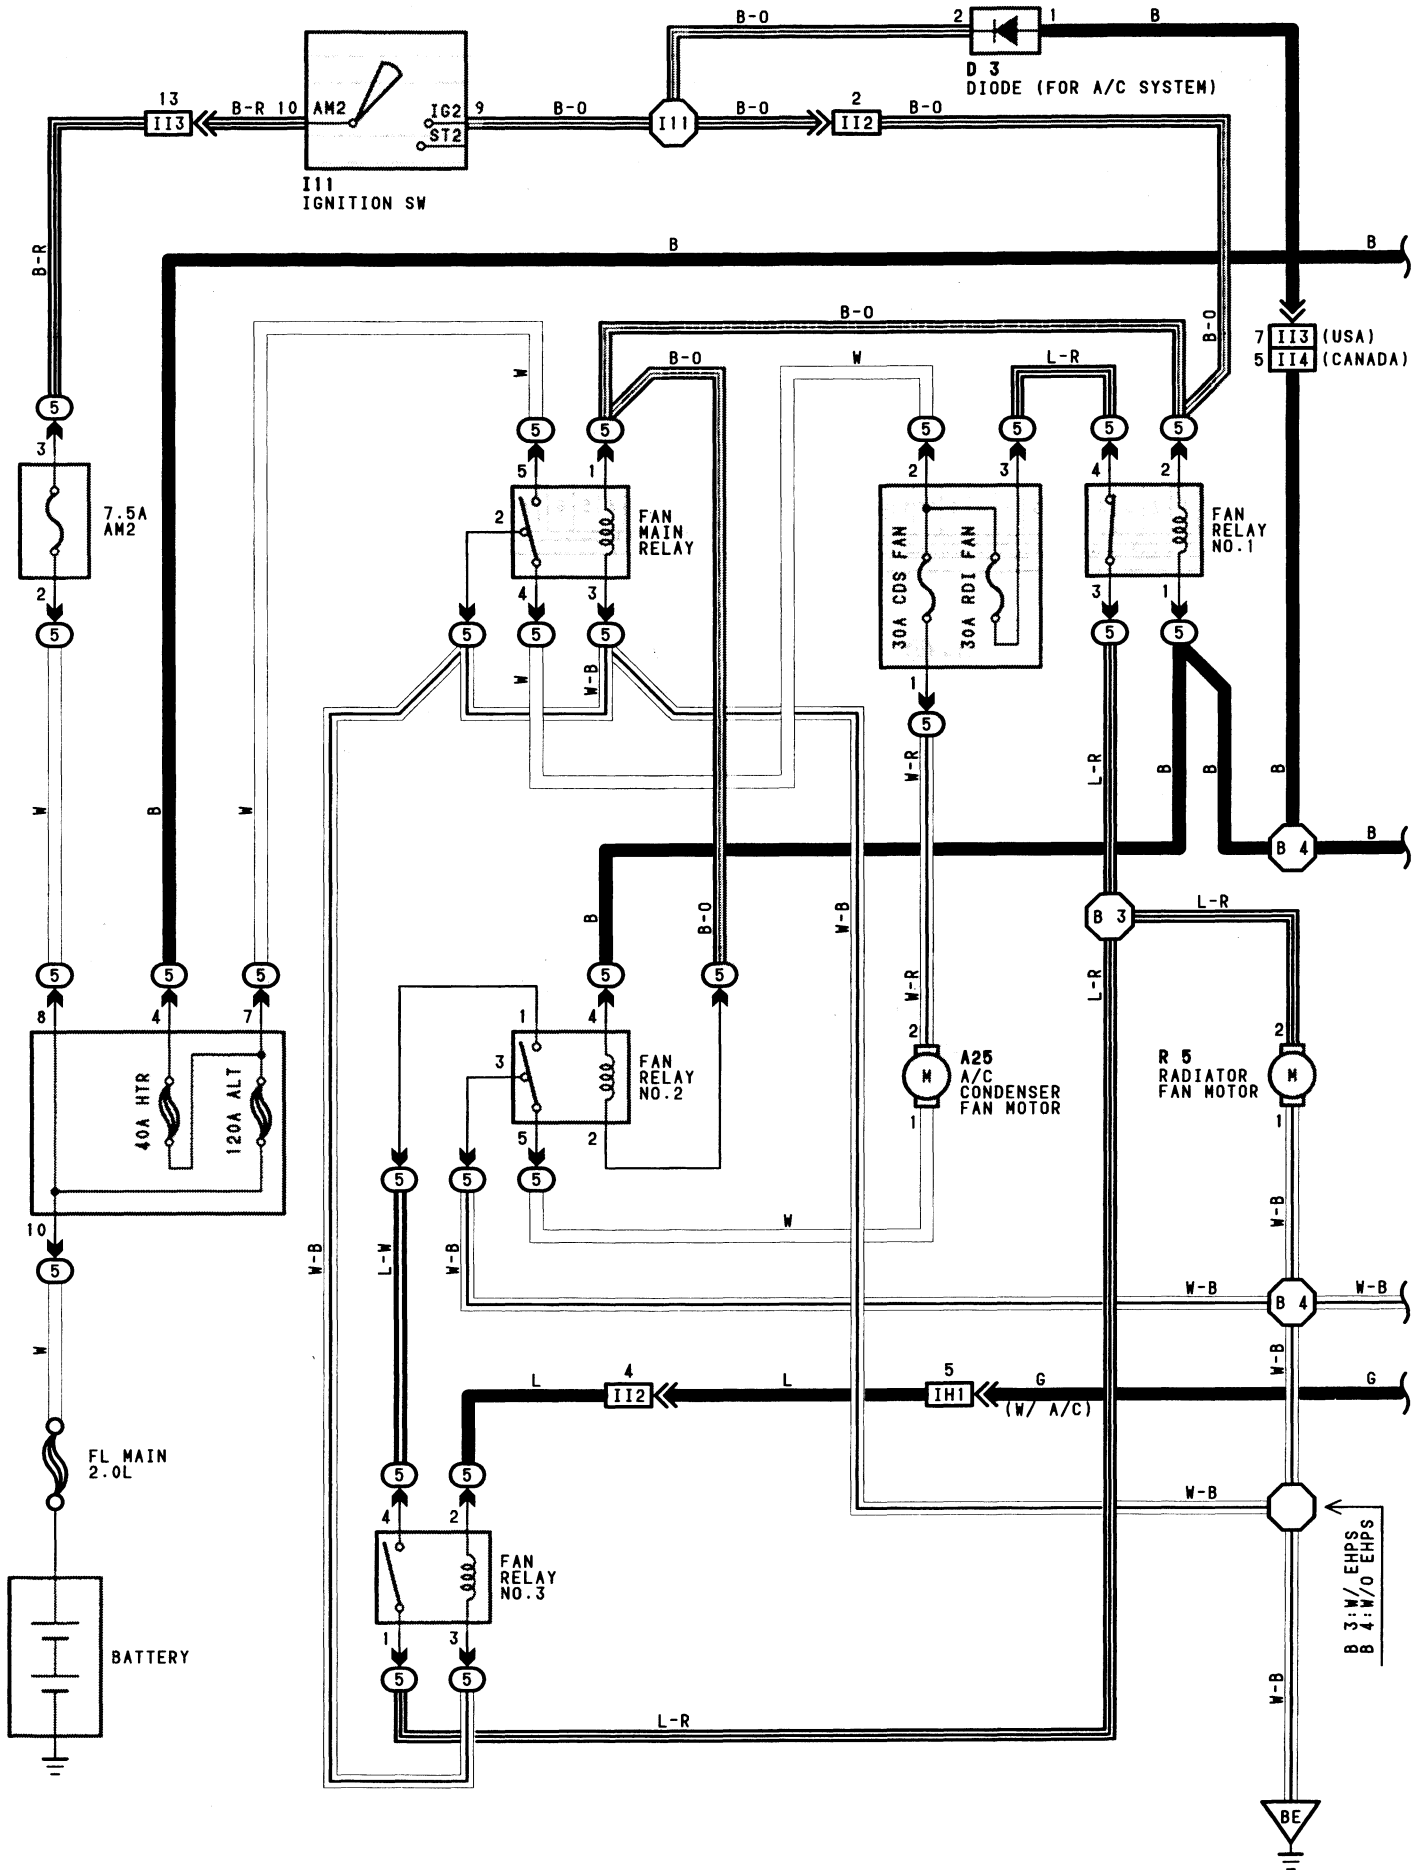 B-O
2
1
B
D 3
DIODE (FOR A/C SYSTEM)
13
II3
B-R
10
AM2
IG2
ST2
9
B-O
I11
B-O
2
II2
B-O
I11
IGNITION SW
B-R
B
B
B-O
B-O
7
II3
(USA)
5
II4
(CANADA)
W
B-O
W
L-R
5
5
5
5
5
5
5
3
5
1
2
3
4
2
7.5A
AM2
2
FAN
MAIN
RELAY
30A CDS FAN
30A RDI FAN
FAN
RELAY
NO.1
2
4
3
3
1
5
5
5
5
5
5
W
W-B
1
5
W-R
L-R
B
B
B
W
B
W
B 4
B
B
B-O
W-B
W-R
B 3
L-R
L-R
5
5
5
5
5
8
4
7
1
4
3
FAN
RELAY
NO.2
2
M
1
A25
A/C
CONDENSER
FAN MOTOR
R 5
RADIATOR
FAN MOTOR
2
M
1
40A HTR
120A ALT
5
2
5
5
5
10
5
W
W-B
W-B
L-W
W-B
W-B
B 4
W-B
W
W-B
L
4
II2
L
5
IH1
G
(W/ A/C)
G
FL MAIN
2.0L
5
5
4
2
W-B
FAN
RELAY
NO.3
B 3:W/ EHPS
B 4:W/O EHPS
1
3
5
5
BATTERY
W-B
L-R
BE